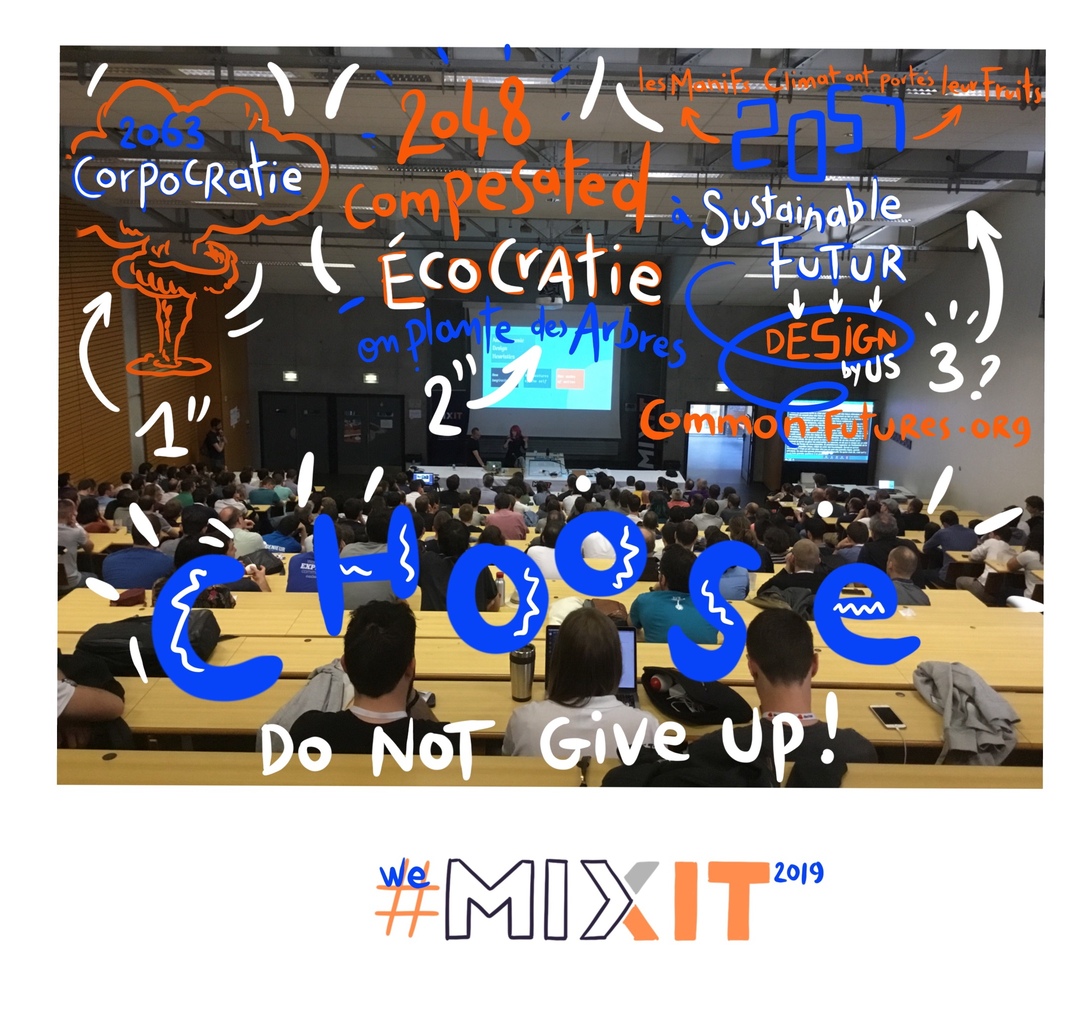 2063
CorpoCRatie
1"
2048
Compesated
ÉcoCrAtie
on plante des Arbres
2"
les Manifs Climat ont portés leur Fruits
2057
à Sustainable
FUTUR
DESIGN
by US
3?
Common-Futures.org
CHOOSe
Do NoT Give Up!
we
#MIXIT 2019